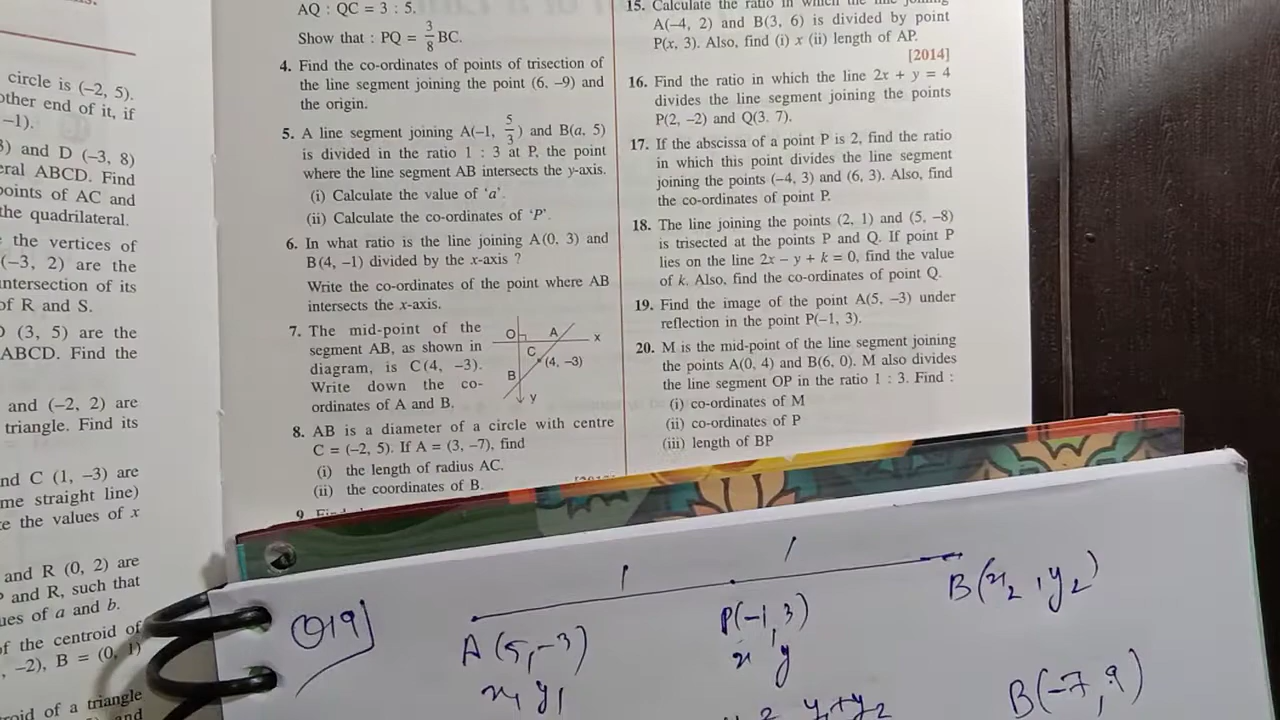 circle is (−2, 5).
other end of it, if
−1).
3) and D (−3, 8)
eral ABCD. Find
points of AC and
the quadrilateral.
the vertices of
(−3, 2) are the
intersection of its
of R and S.
(3, 5) are the
ABCD. Find the
and (−2, 2) are
triangle. Find its
nd C (1, −3) are
me straight line)
te the values of x
and R (0, 2) are
and R, such that
ues of a and b.
of the centroid of
, −2), B = (0, 1)
roid of a triangle
AQ : QC = 3 : 5.
Show that : PQ = 3/8 BC.
4. Find the co-ordinates of points of trisection of
the line segment joining the point (6, −9) and
the origin.
5. A line segment joining A(−1, 5/3) and B(a, 5)
is divided in the ratio 1 : 3 at P, the point
where the line segment AB intersects the y-axis.
(i) Calculate the value of 'a'.
(ii) Calculate the co-ordinates of 'P'.
6. In what ratio is the line joining A(0, 3) and
B(4, −1) divided by the x-axis ?
Write the co-ordinates of the point where AB
intersects the x-axis.
7. The mid-point of the
segment AB, as shown in
diagram, is C(4, −3).
Write down the co-
ordinates of A and B.
O A x
C
(4, −3)
B
y
8. AB is a diameter of a circle with centre
C = (−2, 5). If A = (3, −7), find
(i) the length of radius AC.
(ii) the coordinates of B.
9
15. Calculate the ratio in which the line joining
A(−4, 2) and B(3, 6) is divided by point
P(x, 3). Also, find (i) x (ii) length of AP.
[2014]
16. Find the ratio in which the line 2x + y = 4
divides the line segment joining the points
P(2, −2) and Q(3. 7).
17. If the abscissa of a point P is 2, find the ratio
in which this point divides the line segment
joining the points (−4, 3) and (6, 3). Also, find
the co-ordinates of point P.
18. The line joining the points (2, 1) and (5, −8)
is trisected at the points P and Q. If point P
lies on the line 2x − y + k = 0, find the value
of k. Also, find the co-ordinates of point Q.
19. Find the image of the point A(5, −3) under
reflection in the point P(−1, 3).
20. M is the mid-point of the line segment joining
the points A(0, 4) and B(6, 0). M also divides
the line segment OP in the ratio 1 : 3. Find :
(i) co-ordinates of M
(ii) co-ordinates of P
(iii) length of BP
Q19]
1 1
A(5,-3) P(-1,3) B(x2, y2)
x1 y1 x y
B(-7, 9)
y1+y2